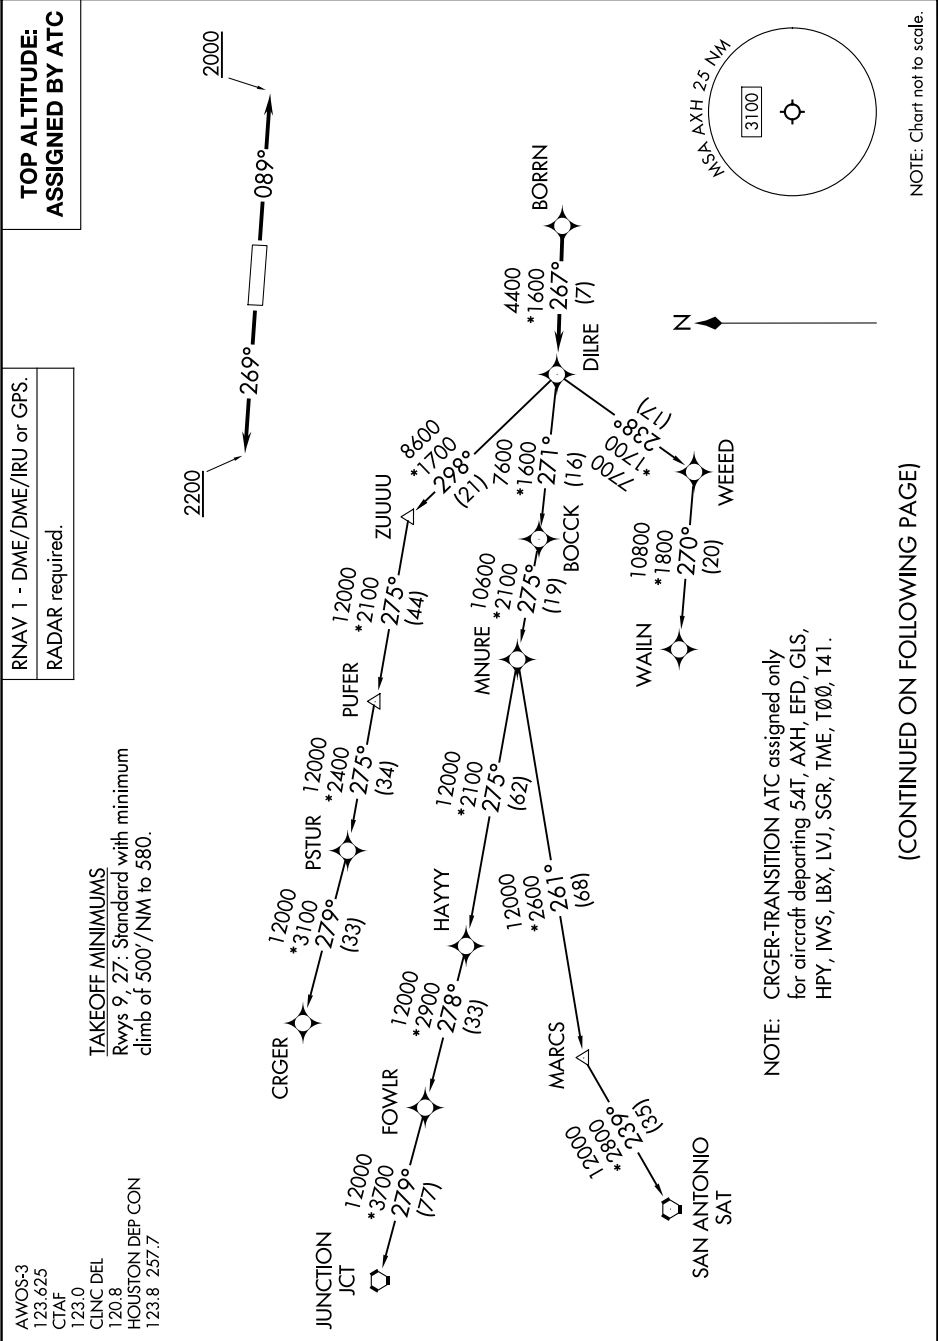 AWOS-3
123.625
CTAF
123.0
CLNC DEL
120.8
HOUSTON DEP CON
123.8 257.7
TAKEOFF MINIMUMS
Rwys 9, 27: Standard with minimum
climb of 500'/NM to 580.
RNAV 1 - DME/DME/IRU or GPS.
RADAR required.
TOP ALTITUDE:
ASSIGNED BY ATC
2200
269°
089°
2000
CRGER
12000
*3100
279°
(33)
PSTUR
12000
*2400
275°
(34)
PUFER
12000
*2100
275°
(44)
ZUUUU
8600
*1700
298°
(21)
JUNCTION
JCT
12000
*3700
279°
(77)
FOWLR
12000
*2900
278°
(33)
HAYYY
12000
*2100
275°
(62)
MNURE
10600
*2100
275°
(19)
BOCCK
7600
*1600
271°
(16)
DILRE
4400
*1600
267°
(7)
BORRN
SAN ANTONIO
SAT
12000
*2800
239°
(35)
MARCS
12000
*2600
261°
(68)
WAILN
10800
*1800
270°
(20)
WEEED
7700
*1700
238°
(17)
N
MSA AXH 25 NM
3100
NOTE: CRGER-TRANSITION ATC assigned only
for aircraft departing 54T, AXH, EFD, GLS,
HPY, IWS, LBX, LVJ, SGR, TME, T00, T41.
(CONTINUED ON FOLLOWING PAGE)
NOTE: Chart not to scale.